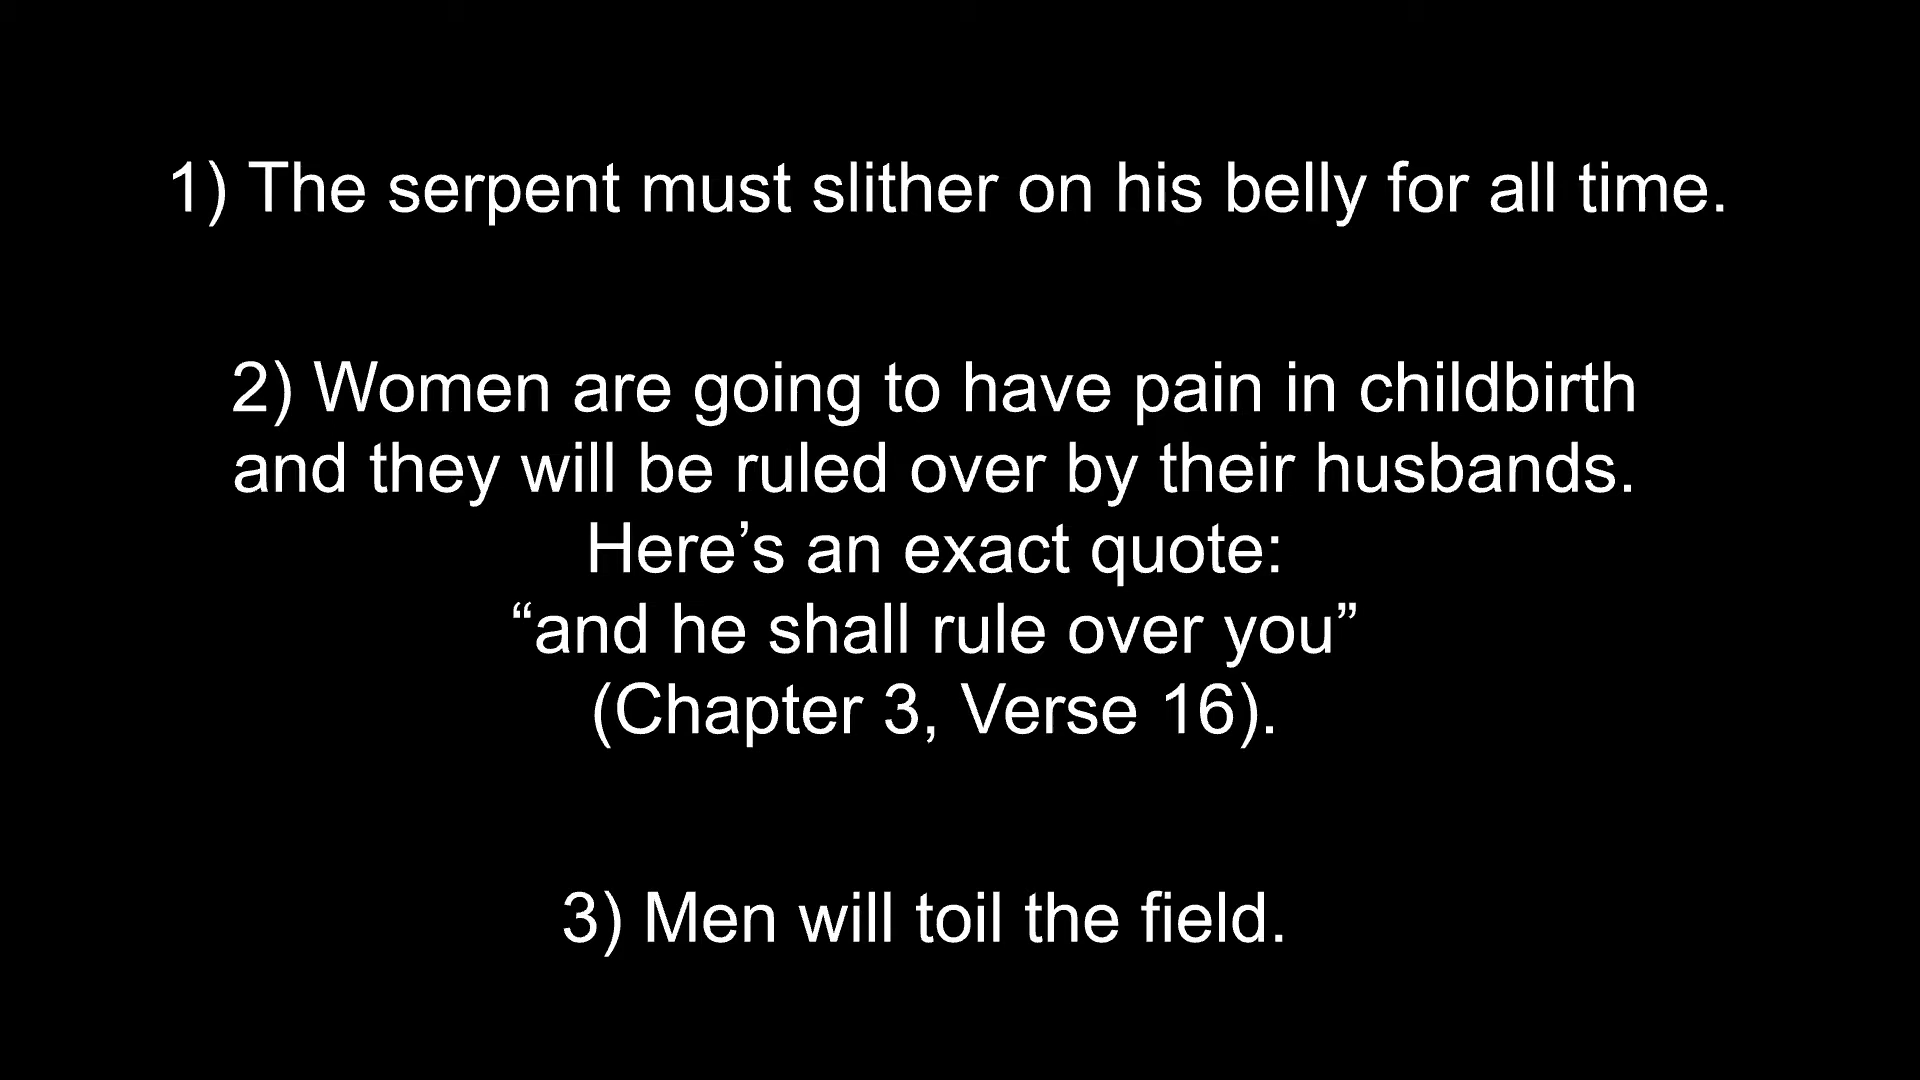 1) The serpent must slither on his belly for all time.
2) Women are going to have pain in childbirth
and they will be ruled over by their husbands.
Here’s an exact quote:
“and he shall rule over you”
(Chapter 3, Verse 16).
3) Men will toil the field.